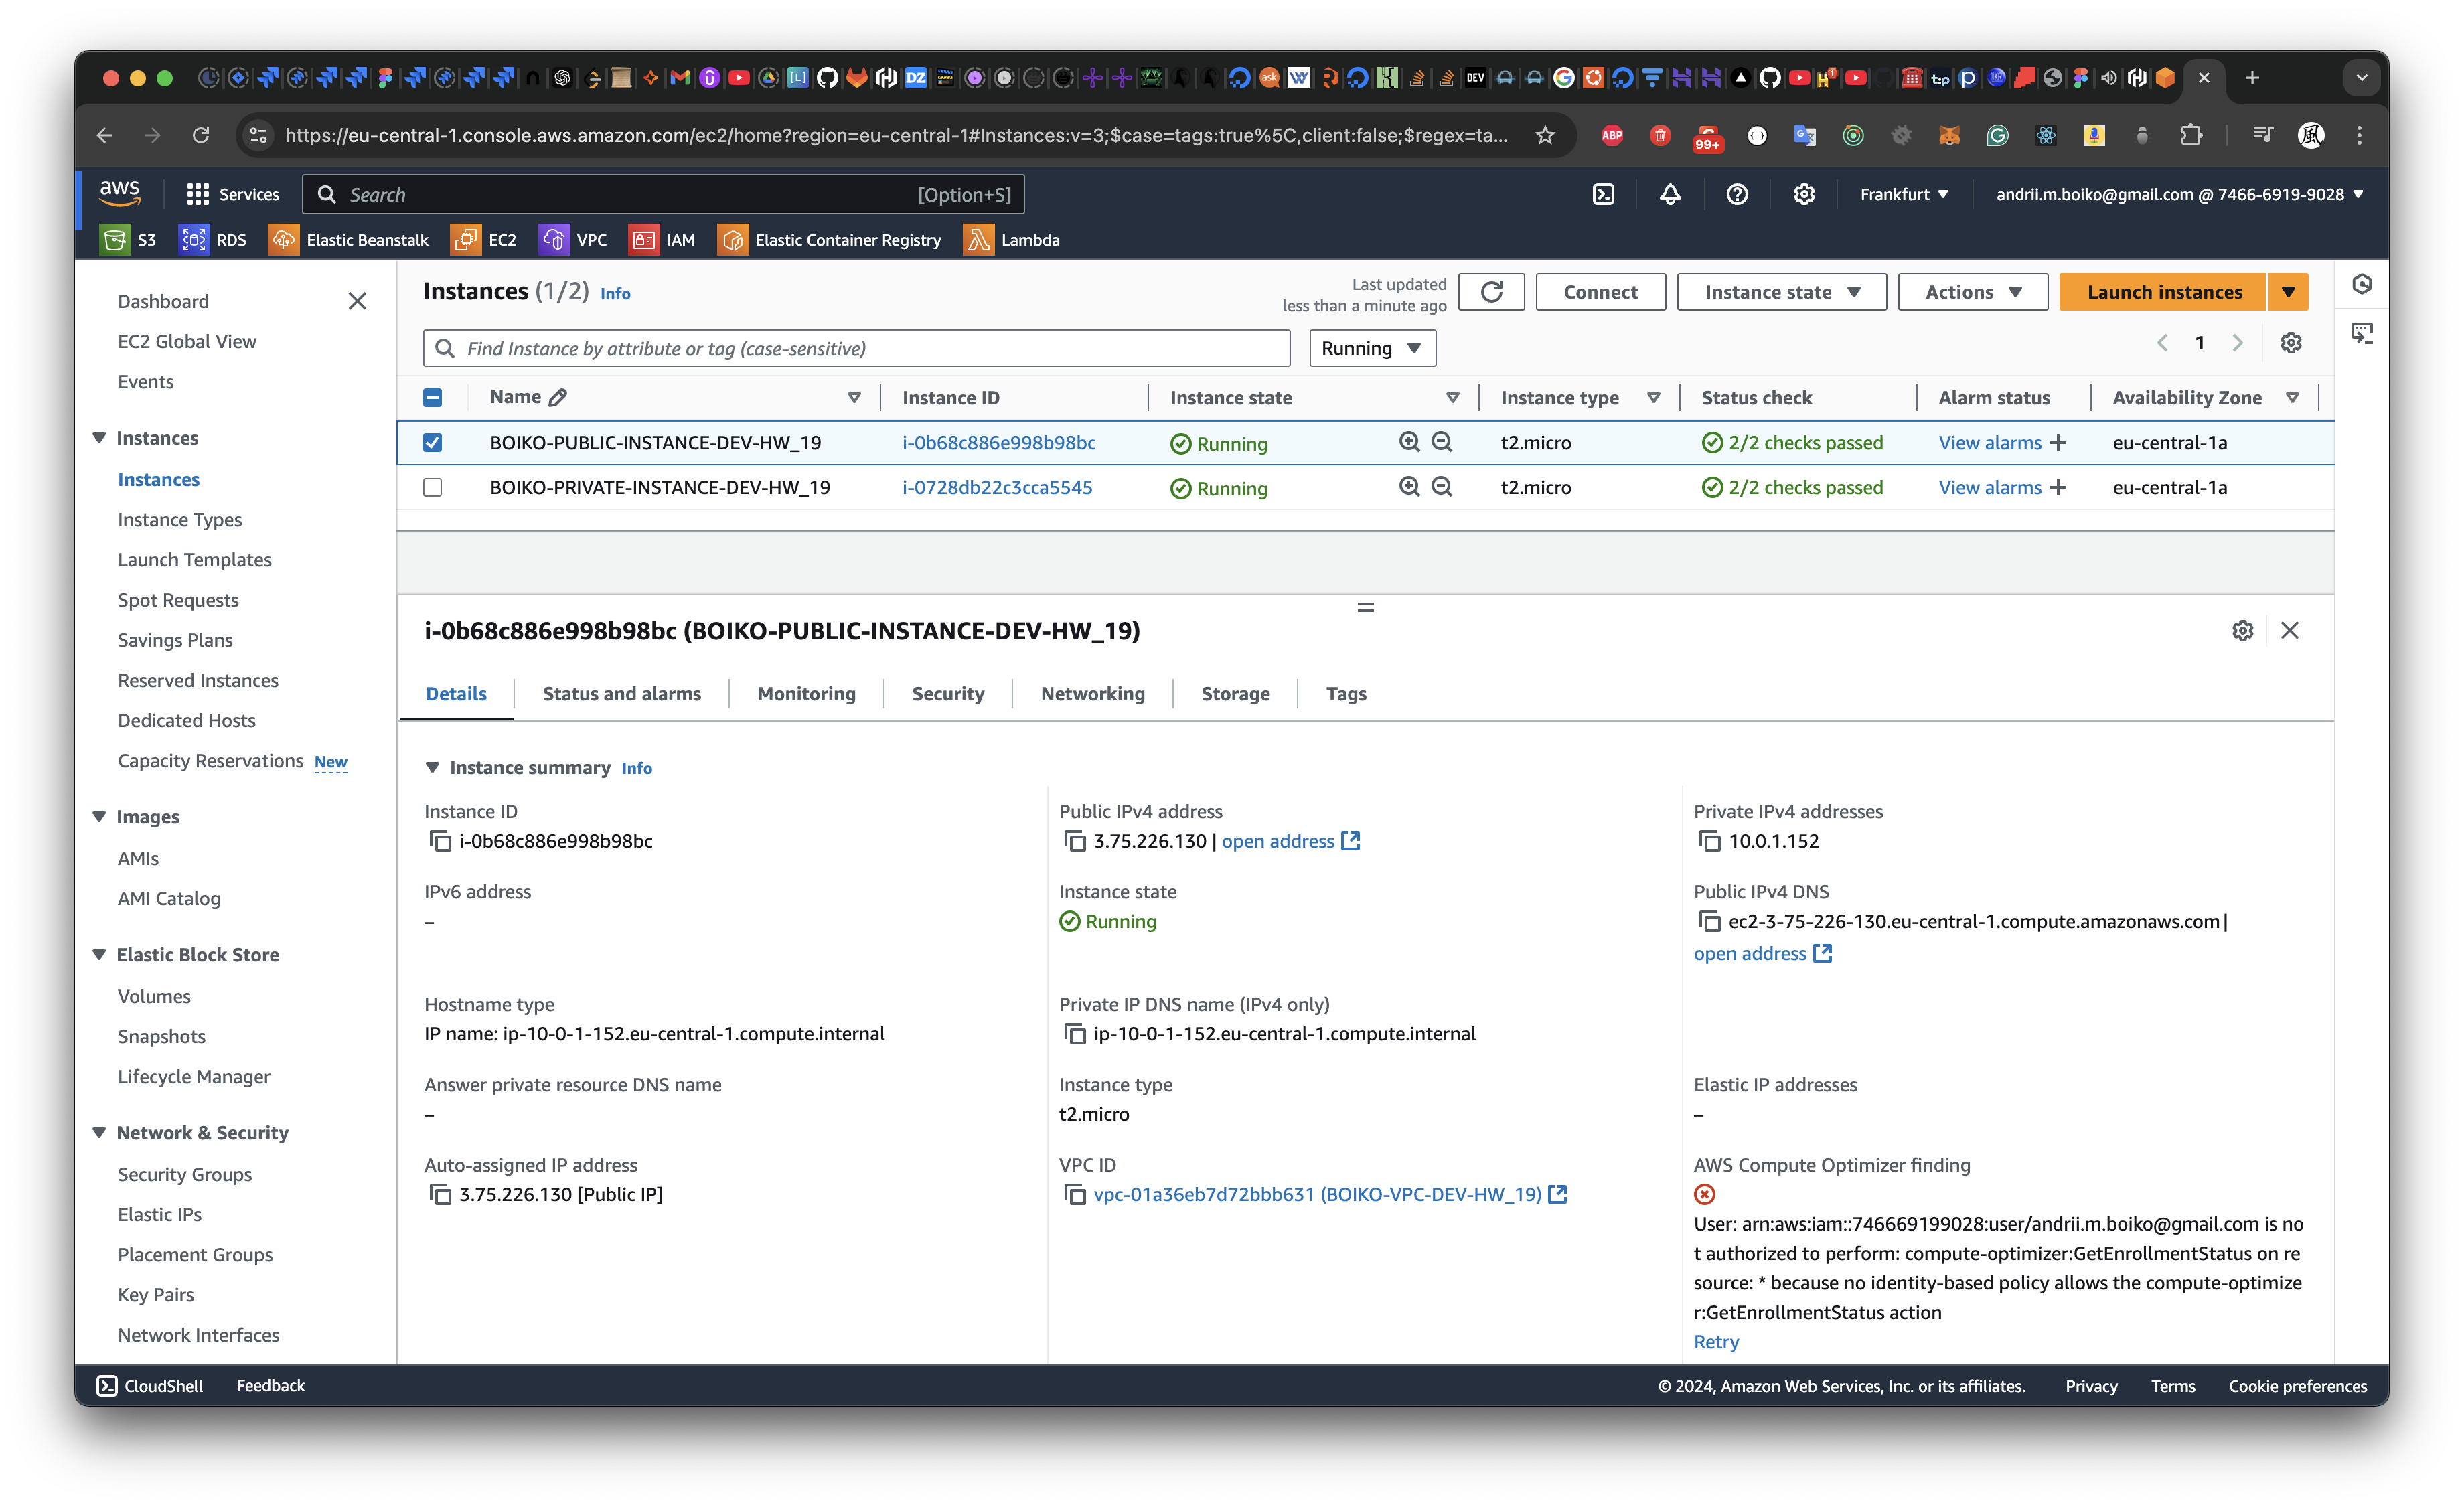 https://eu-central-1.console.aws.amazon.com/ec2/home?region=eu-central-1#Instances:v=3;$case=tags:true%5C,client:false;$regex=ta...
ABP
99+
aws
Services
Search
[Option+S]
Frankfurt
andrii.m.boiko@gmail.com @ 7466-6919-9028
S3
RDS
Elastic Beanstalk
EC2
VPC
IAM
Elastic Container Registry
Lambda
Dashboard
EC2 Global View
Events
Instances
Instances
Instance Types
Launch Templates
Spot Requests
Savings Plans
Reserved Instances
Dedicated Hosts
Capacity Reservations New
Images
AMIs
AMI Catalog
Elastic Block Store
Volumes
Snapshots
Lifecycle Manager
Network & Security
Security Groups
Elastic IPs
Placement Groups
Key Pairs
Network Interfaces
Instances (1/2) Info
Last updated
less than a minute ago
Connect
Instance state
Actions
Launch instances
Find Instance by attribute or tag (case-sensitive)
Running
1
Name Instance ID Instance state Instance type Status check Alarm status Availability Zone
BOIKO-PUBLIC-INSTANCE-DEV-HW_19 i-0b68c886e998b98bc Running t2.micro 2/2 checks passed View alarms eu-central-1a
BOIKO-PRIVATE-INSTANCE-DEV-HW_19 i-0728db22c3cca5545 Running t2.micro 2/2 checks passed View alarms eu-central-1a
i-0b68c886e998b98bc (BOIKO-PUBLIC-INSTANCE-DEV-HW_19)
Details
Status and alarms
Monitoring
Security
Networking
Storage
Tags
Instance summary Info
Instance ID
i-0b68c886e998b98bc
Public IPv4 address
3.75.226.130 | open address
Private IPv4 addresses
10.0.1.152
IPv6 address
–
Instance state
Running
Public IPv4 DNS
ec2-3-75-226-130.eu-central-1.compute.amazonaws.com |
open address
Hostname type
IP name: ip-10-0-1-152.eu-central-1.compute.internal
Private IP DNS name (IPv4 only)
ip-10-0-1-152.eu-central-1.compute.internal
Answer private resource DNS name
–
Instance type
t2.micro
Elastic IP addresses
–
Auto-assigned IP address
3.75.226.130 [Public IP]
VPC ID
vpc-01a36eb7d72bbb631 (BOIKO-VPC-DEV-HW_19)
AWS Compute Optimizer finding
User: arn:aws:iam::746669199028:user/andrii.m.boiko@gmail.com is no
t authorized to perform: compute-optimizer:GetEnrollmentStatus on re
source: * because no identity-based policy allows the compute-optimize
r:GetEnrollmentStatus action
Retry
CloudShell
Feedback
© 2024, Amazon Web Services, Inc. or its affiliates.
Privacy
Terms
Cookie preferences